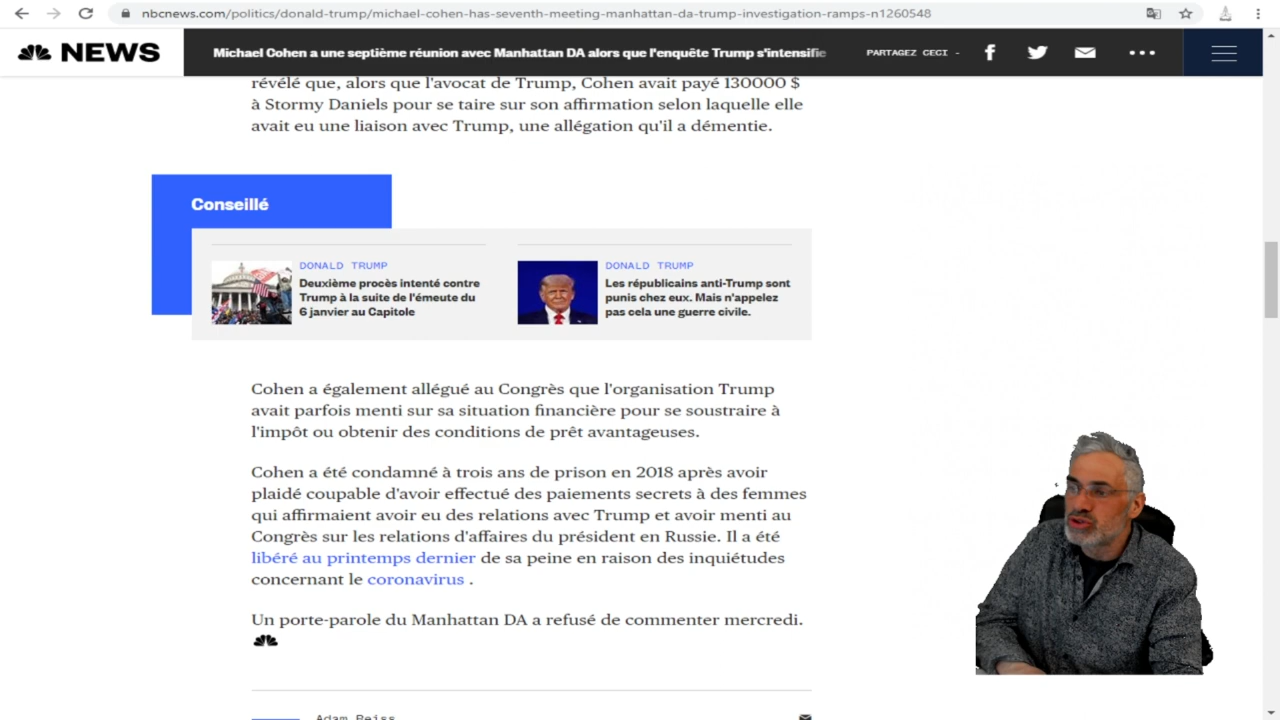 nbcnews.com/politics/donald-trump/michael-cohen-has-seventh-meeting-manhattan-da-trump-investigation-ramps-n1260548
NEWS
Michael Cohen a une septième réunion avec Manhattan DA alors que l'enquête Trump s'intensifie
PARTAGEZ CECI -
révélé que, alors que l'avocat de Trump, Cohen avait payé 130000 $
à Stormy Daniels pour se taire sur son affirmation selon laquelle elle
avait eu une liaison avec Trump, une allégation qu'il a démentie.
Conseillé
DONALD TRUMP
Deuxième procès intenté contre
Trump à la suite de l'émeute du
6 janvier au Capitole
DONALD TRUMP
Les républicains anti-Trump sont
punis chez eux. Mais n'appelez
pas cela une guerre civile.
Cohen a également allégué au Congrès que l'organisation Trump
avait parfois menti sur sa situation financière pour se soustraire à
l'impôt ou obtenir des conditions de prêt avantageuses.
Cohen a été condamné à trois ans de prison en 2018 après avoir
plaidé coupable d'avoir effectué des paiements secrets à des femmes
qui affirmaient avoir eu des relations avec Trump et avoir menti au
Congrès sur les relations d'affaires du président en Russie. Il a été
libéré au printemps dernier de sa peine en raison des inquiétudes
concernant le coronavirus .
Un porte-parole du Manhattan DA a refusé de commenter mercredi.
Adam Reiss